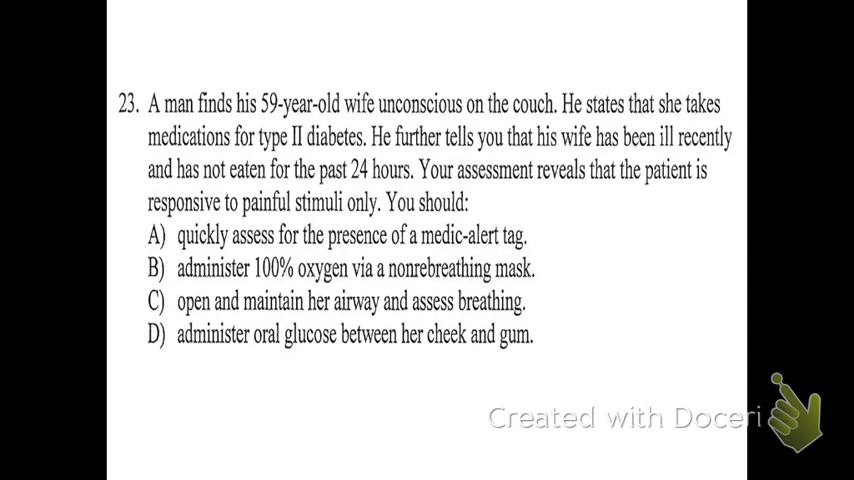 23. A man finds his 59-year-old wife unconscious on the couch. He states that she takes
medications for type II diabetes. He further tells you that his wife has been ill recently
and has not eaten for the past 24 hours. Your assessment reveals that the patient is
responsive to painful stimuli only. You should:
A) quickly assess for the presence of a medic-alert tag.
B) administer 100% oxygen via a nonrebreathing mask.
C) open and maintain her airway and assess breathing.
D) administer oral glucose between her cheek and gum.
Created with Doceri